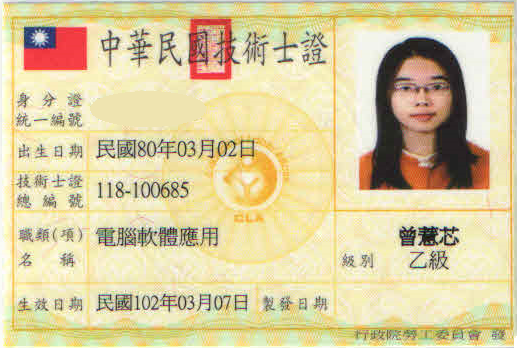 中華民國技術士證
身分證
統一編號
出生日期 民國80年03月02日
技術士證
總編號 118-100685
職類(項)
名稱 電腦軟體應用
曾慧芯
級別 乙級
生效日期 民國102年03月07日 製發日期
CLA
行政院勞工委員會 發